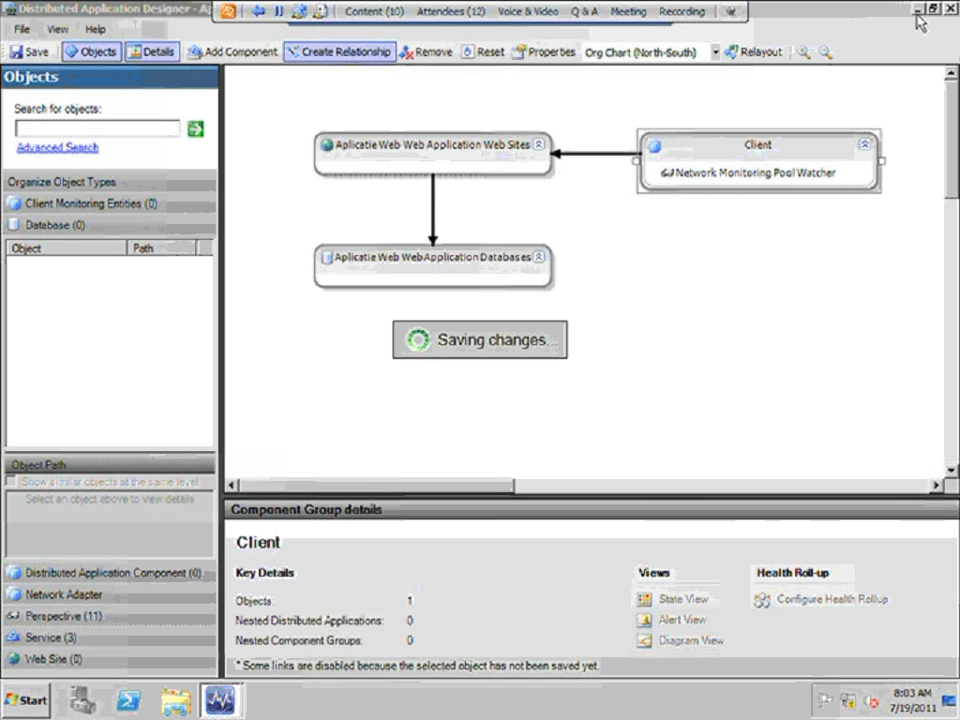 Distributed Application Designer - Ap
Content (10) Attendees (12) Voice & Video Q & A Meeting Recording
File View Help
Save Objects Details Add Component Create Relationship Remove Reset Properties Org Chart (North-South) Relayout
Objects
Search for objects:
Advanced Search
Organize Object Types
Client Monitoring Entities (0)
Database (0)
Object Path
Object Path
Show similar objects at the same level
Select an object above to view details
Distributed Application Component (0)
Network Adapter
Perspective (11)
Service (3)
Web Site (0)
Aplicatie Web Web Application Web Sites
Client
Network Monitoring Pool Watcher
Aplicatie Web Web Application Databases
Saving changes...
Component Group details
Client
Key Details
Objects: 1
Nested Distributed Applications: 0
Nested Component Groups: 0
Views
State View
Alert View
Diagram View
Health Roll-up
Configure Health Rollup
* Some links are disabled because the selected object has not been saved yet.
Start
8:03 AM
7/19/2011